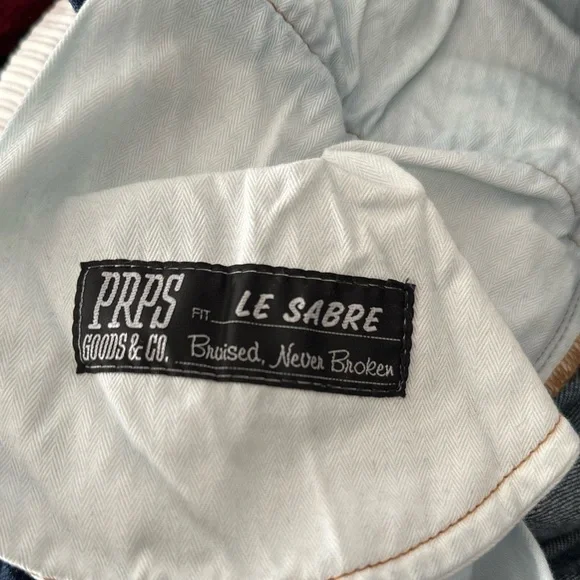 PRPS
GOODS & CO.
FIT LE SABRE
Bruised, Never Broken